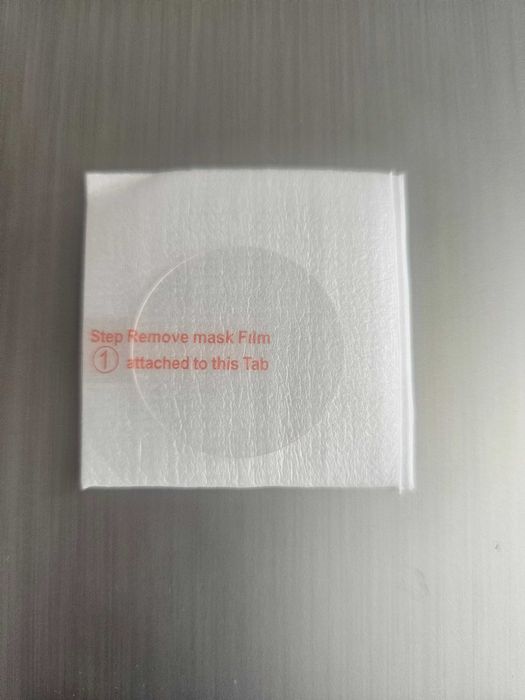 Step Remove mask Film
1 attached to this Tab